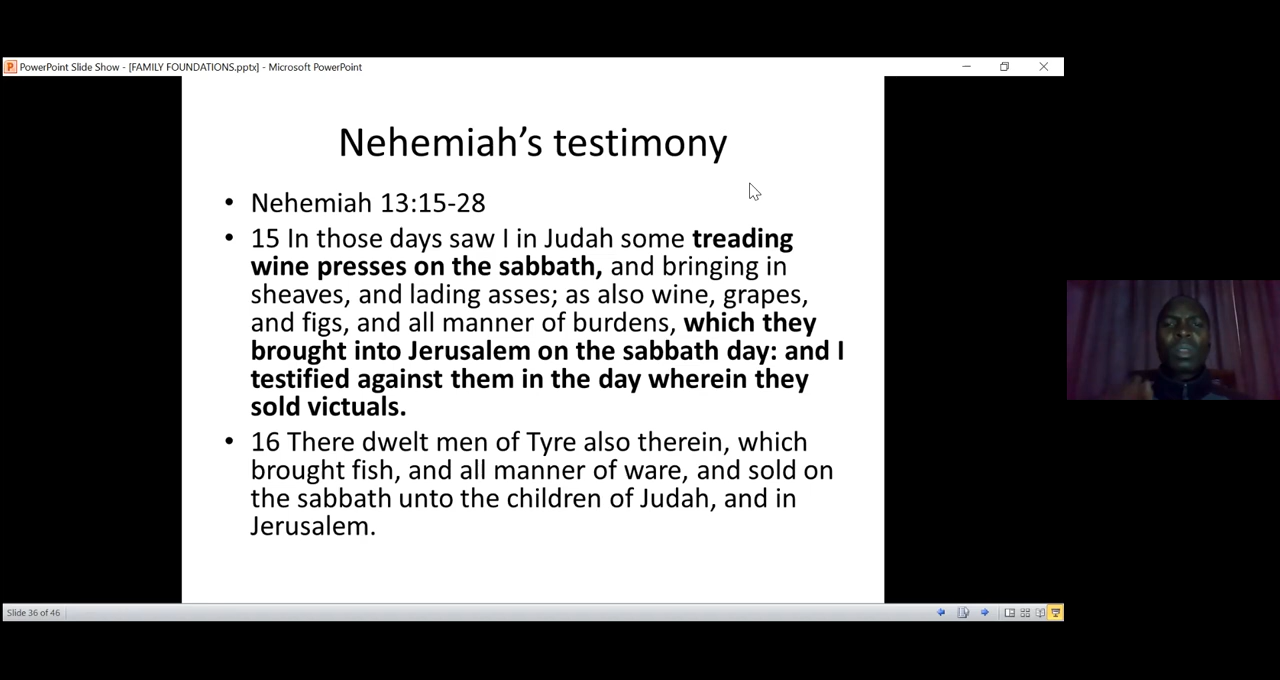 PowerPoint Slide Show - [FAMILY FOUNDATIONS.pptx] - Microsoft PowerPoint
Nehemiah’s testimony
• Nehemiah 13:15-28
• 15 In those days saw I in Judah some treading
wine presses on the sabbath, and bringing in
sheaves, and lading asses; as also wine, grapes,
and figs, and all manner of burdens, which they
brought into Jerusalem on the sabbath day: and I
testified against them in the day wherein they
sold victuals.
• 16 There dwelt men of Tyre also therein, which
brought fish, and all manner of ware, and sold on
the sabbath unto the children of Judah, and in
Jerusalem.
Slide 36 of 46